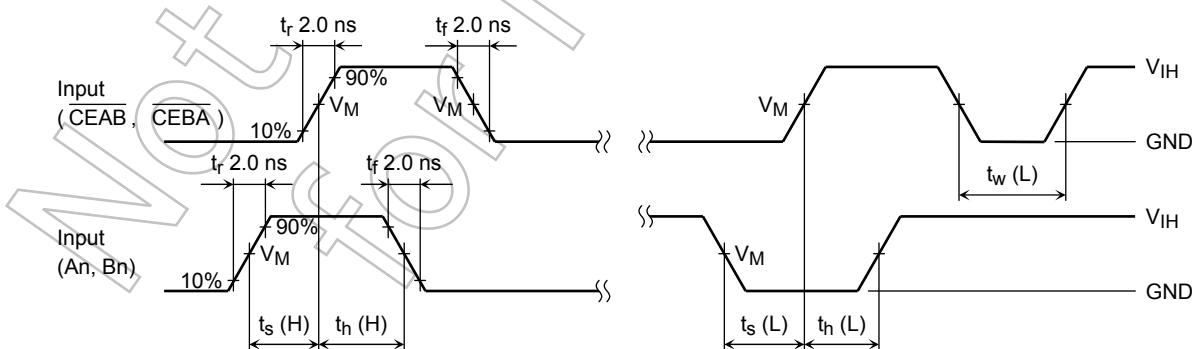 tr 2.0 ns
tf 2.0 ns
Input
(CEAB, CEBA)
90%
VM
10%
VM
VIH
GND
tw (L)
tr 2.0 ns
tf 2.0 ns
Input
(An, Bn)
90%
VM
10%
VM
VIH
GND
ts (H)
th (H)
ts (L)
th (L)
Not
for